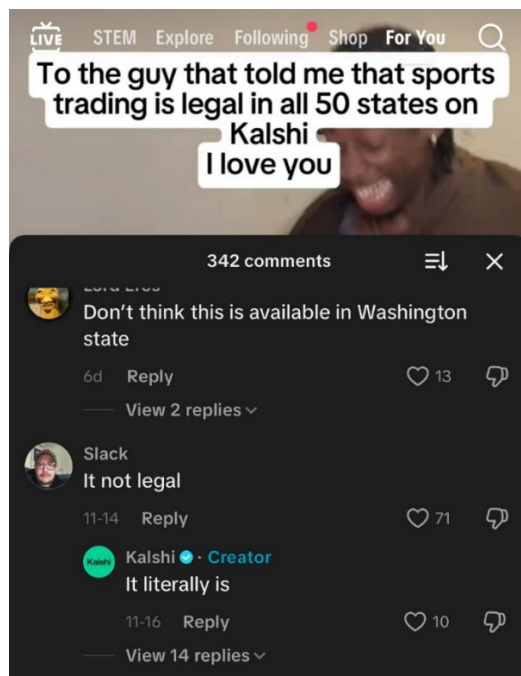 LIVE STEM Explore Following Shop For You
To the guy that told me that sports
trading is legal in all 50 states on
Kalshi
I love you
342 comments
Don't think this is available in Washington
state
6d Reply 13
View 2 replies
Slack
It not legal
11-14 Reply 71
Kalshi
Kalshi · Creator
It literally is
11-16 Reply 10
View 14 replies